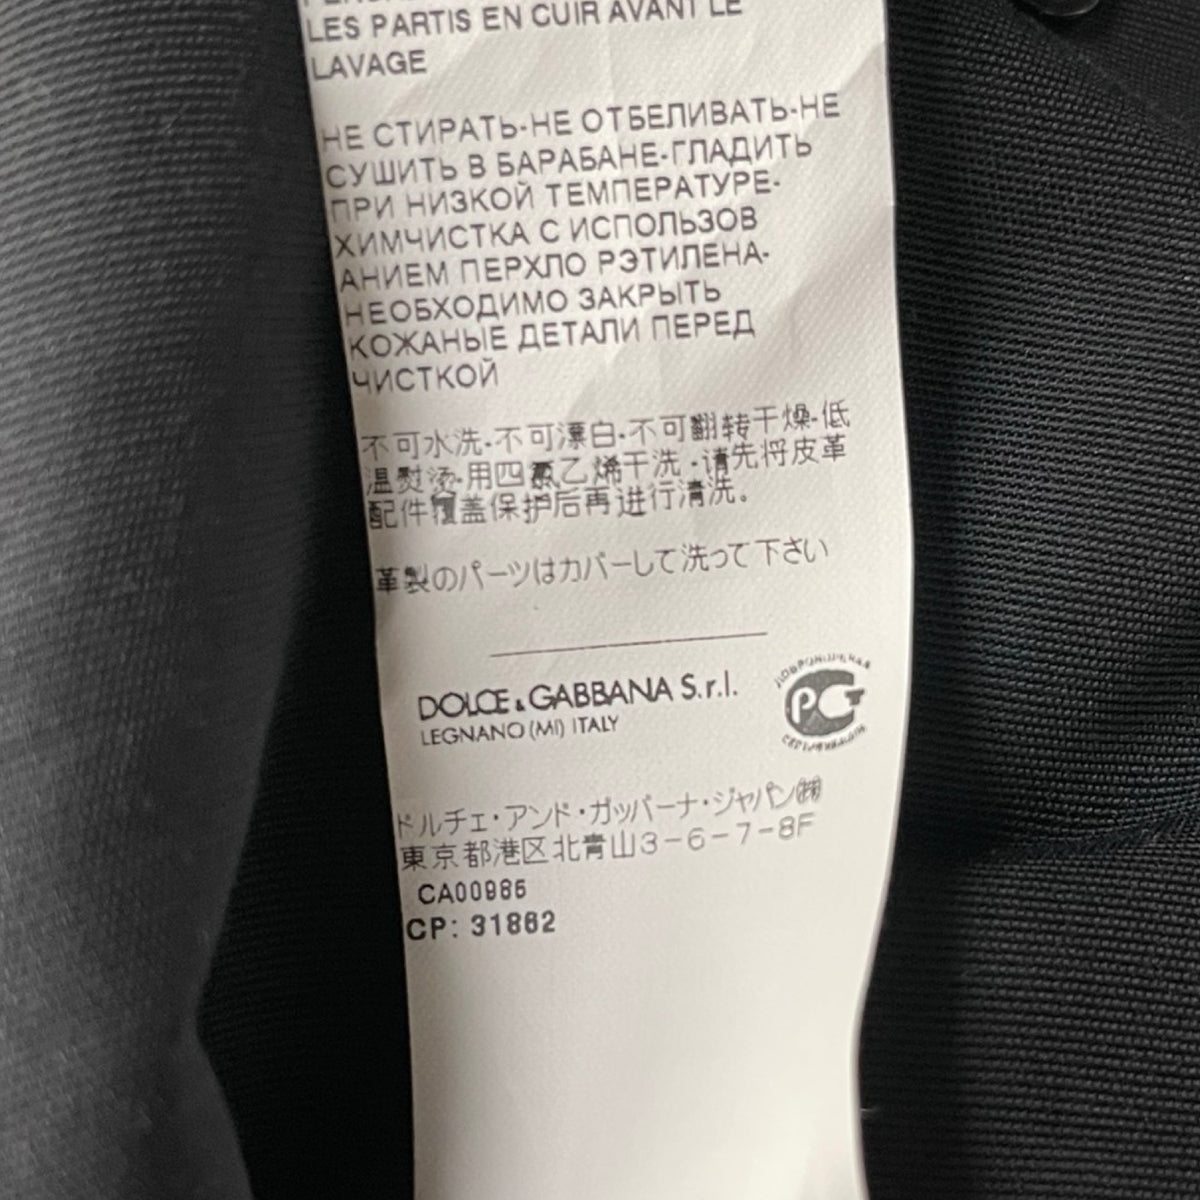 LES PARTIS EN CUIR AVANT LE
LAVAGE
НЕ СТИРАТЬ-НЕ ОТБЕЛИВАТЬ-НЕ
СУШИТЬ В БАРАБАНЕ-ГЛАДИТЬ
ПРИ НИЗКОЙ ТЕМПЕРАТУРЕ-
ХИМЧИСТКА С ИСПОЛЬЗОВ
АНИЕМ ПЕРХЛО РЭТИЛЕНА-
НЕОБХОДИМО ЗАКРЫТЬ
КОЖАНЫЕ ДЕТАЛИ ПЕРЕД
ЧИСТКОЙ
不可水洗-不可漂白-不可翻转干燥-低
温熨烫-用四氯乙烯干洗-请先将皮革
配件覆盖保护后再进行清洗。
革製のパーツはカバーして洗って下さい
DOLCE & GABBANA S.r.l.
LEGNANO (MI) ITALY
ДОБРОВОЛЬНАЯ
РСТ
СЕРТИФИКАЦИЯ
ドルチェ・アンド・ガッバーナ・ジャパン㈱
東京都港区北青山3-6-7-8F
CA00985
CP: 31882